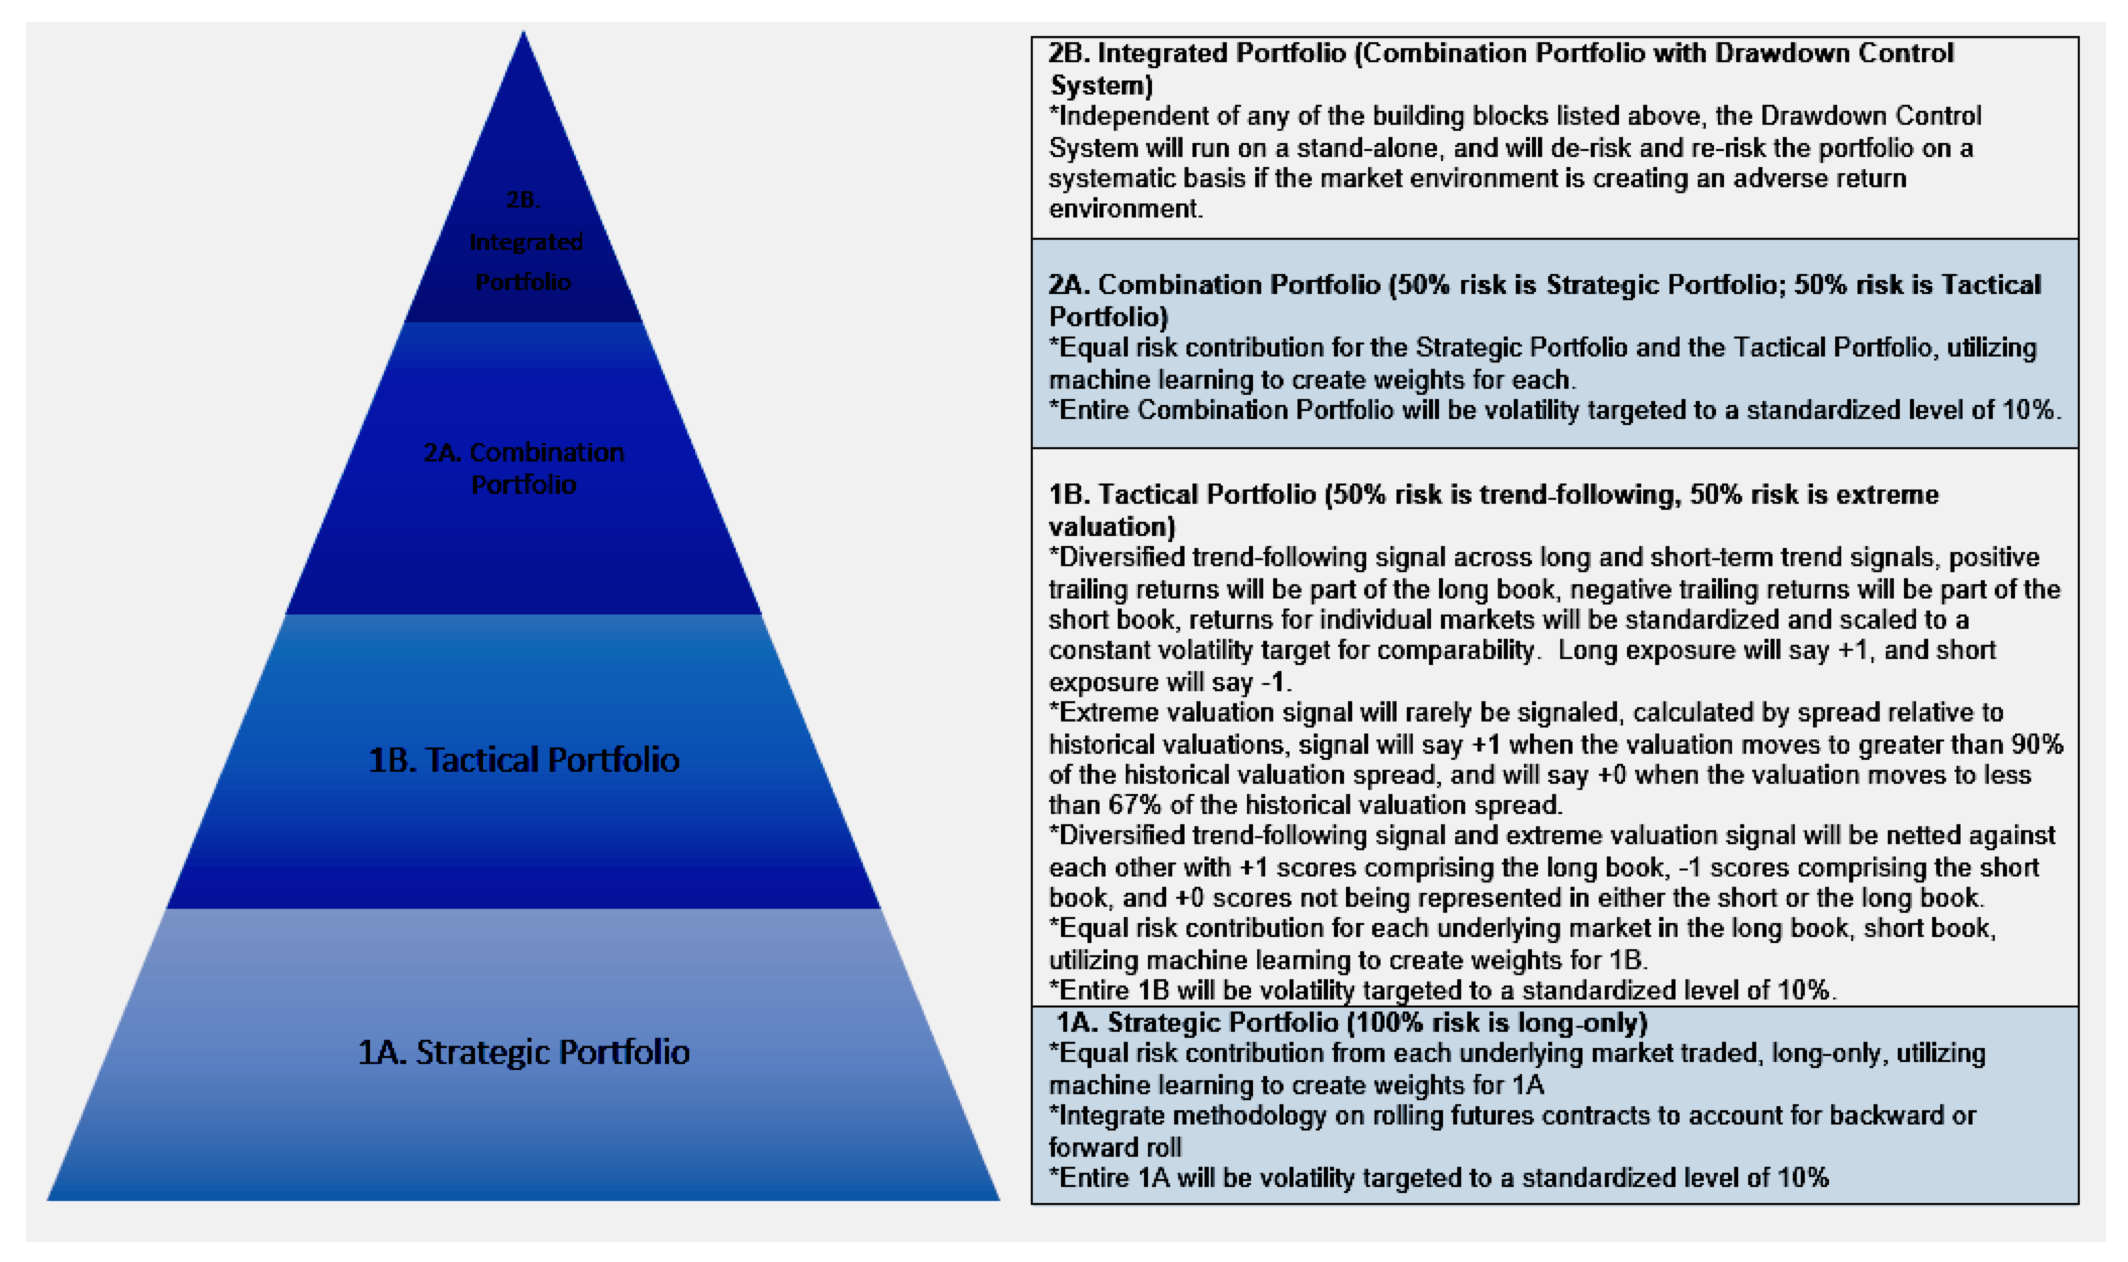 2B.
Integrated
Portfolio
2A. Combination
Portfolio
1B. Tactical Portfolio
1A. Strategic Portfolio
2B. Integrated Portfolio (Combination Portfolio with Drawdown Control
System)
*Independent of any of the building blocks listed above, the Drawdown Control
System will run on a stand-alone, and will de-risk and re-risk the portfolio on a
systematic basis if the market environment is creating an adverse return
environment.
2A. Combination Portfolio (50% risk is Strategic Portfolio; 50% risk is Tactical
Portfolio)
*Equal risk contribution for the Strategic Portfolio and the Tactical Portfolio, utilizing
machine learning to create weights for each.
*Entire Combination Portfolio will be volatility targeted to a standardized level of 10%.
1B. Tactical Portfolio (50% risk is trend-following, 50% risk is extreme
valuation)
*Diversified trend-following signal across long and short-term trend signals, positive
trailing returns will be part of the long book, negative trailing returns will be part of the
short book, returns for individual markets will be standardized and scaled to a
constant volatility target for comparability.  Long exposure will say +1, and short
exposure will say -1.
*Extreme valuation signal will rarely be signaled, calculated by spread relative to
historical valuations, signal will say +1 when the valuation moves to greater than 90%
of the historical valuation spread, and will say +0 when the valuation moves to less
than 67% of the historical valuation spread.
*Diversified trend-following signal and extreme valuation signal will be netted against
each other with +1 scores comprising the long book, -1 scores comprising the short
book, and +0 scores not being represented in either the short or the long book.
*Equal risk contribution for each underlying market in the long book, short book,
utilizing machine learning to create weights for 1B.
*Entire 1B will be volatility targeted to a standardized level of 10%.
1A. Strategic Portfolio (100% risk is long-only)
*Equal risk contribution from each underlying market traded, long-only, utilizing
machine learning to create weights for 1A
*Integrate methodology on rolling futures contracts to account for backward or
forward roll
*Entire 1A will be volatility targeted to a standardized level of 10%